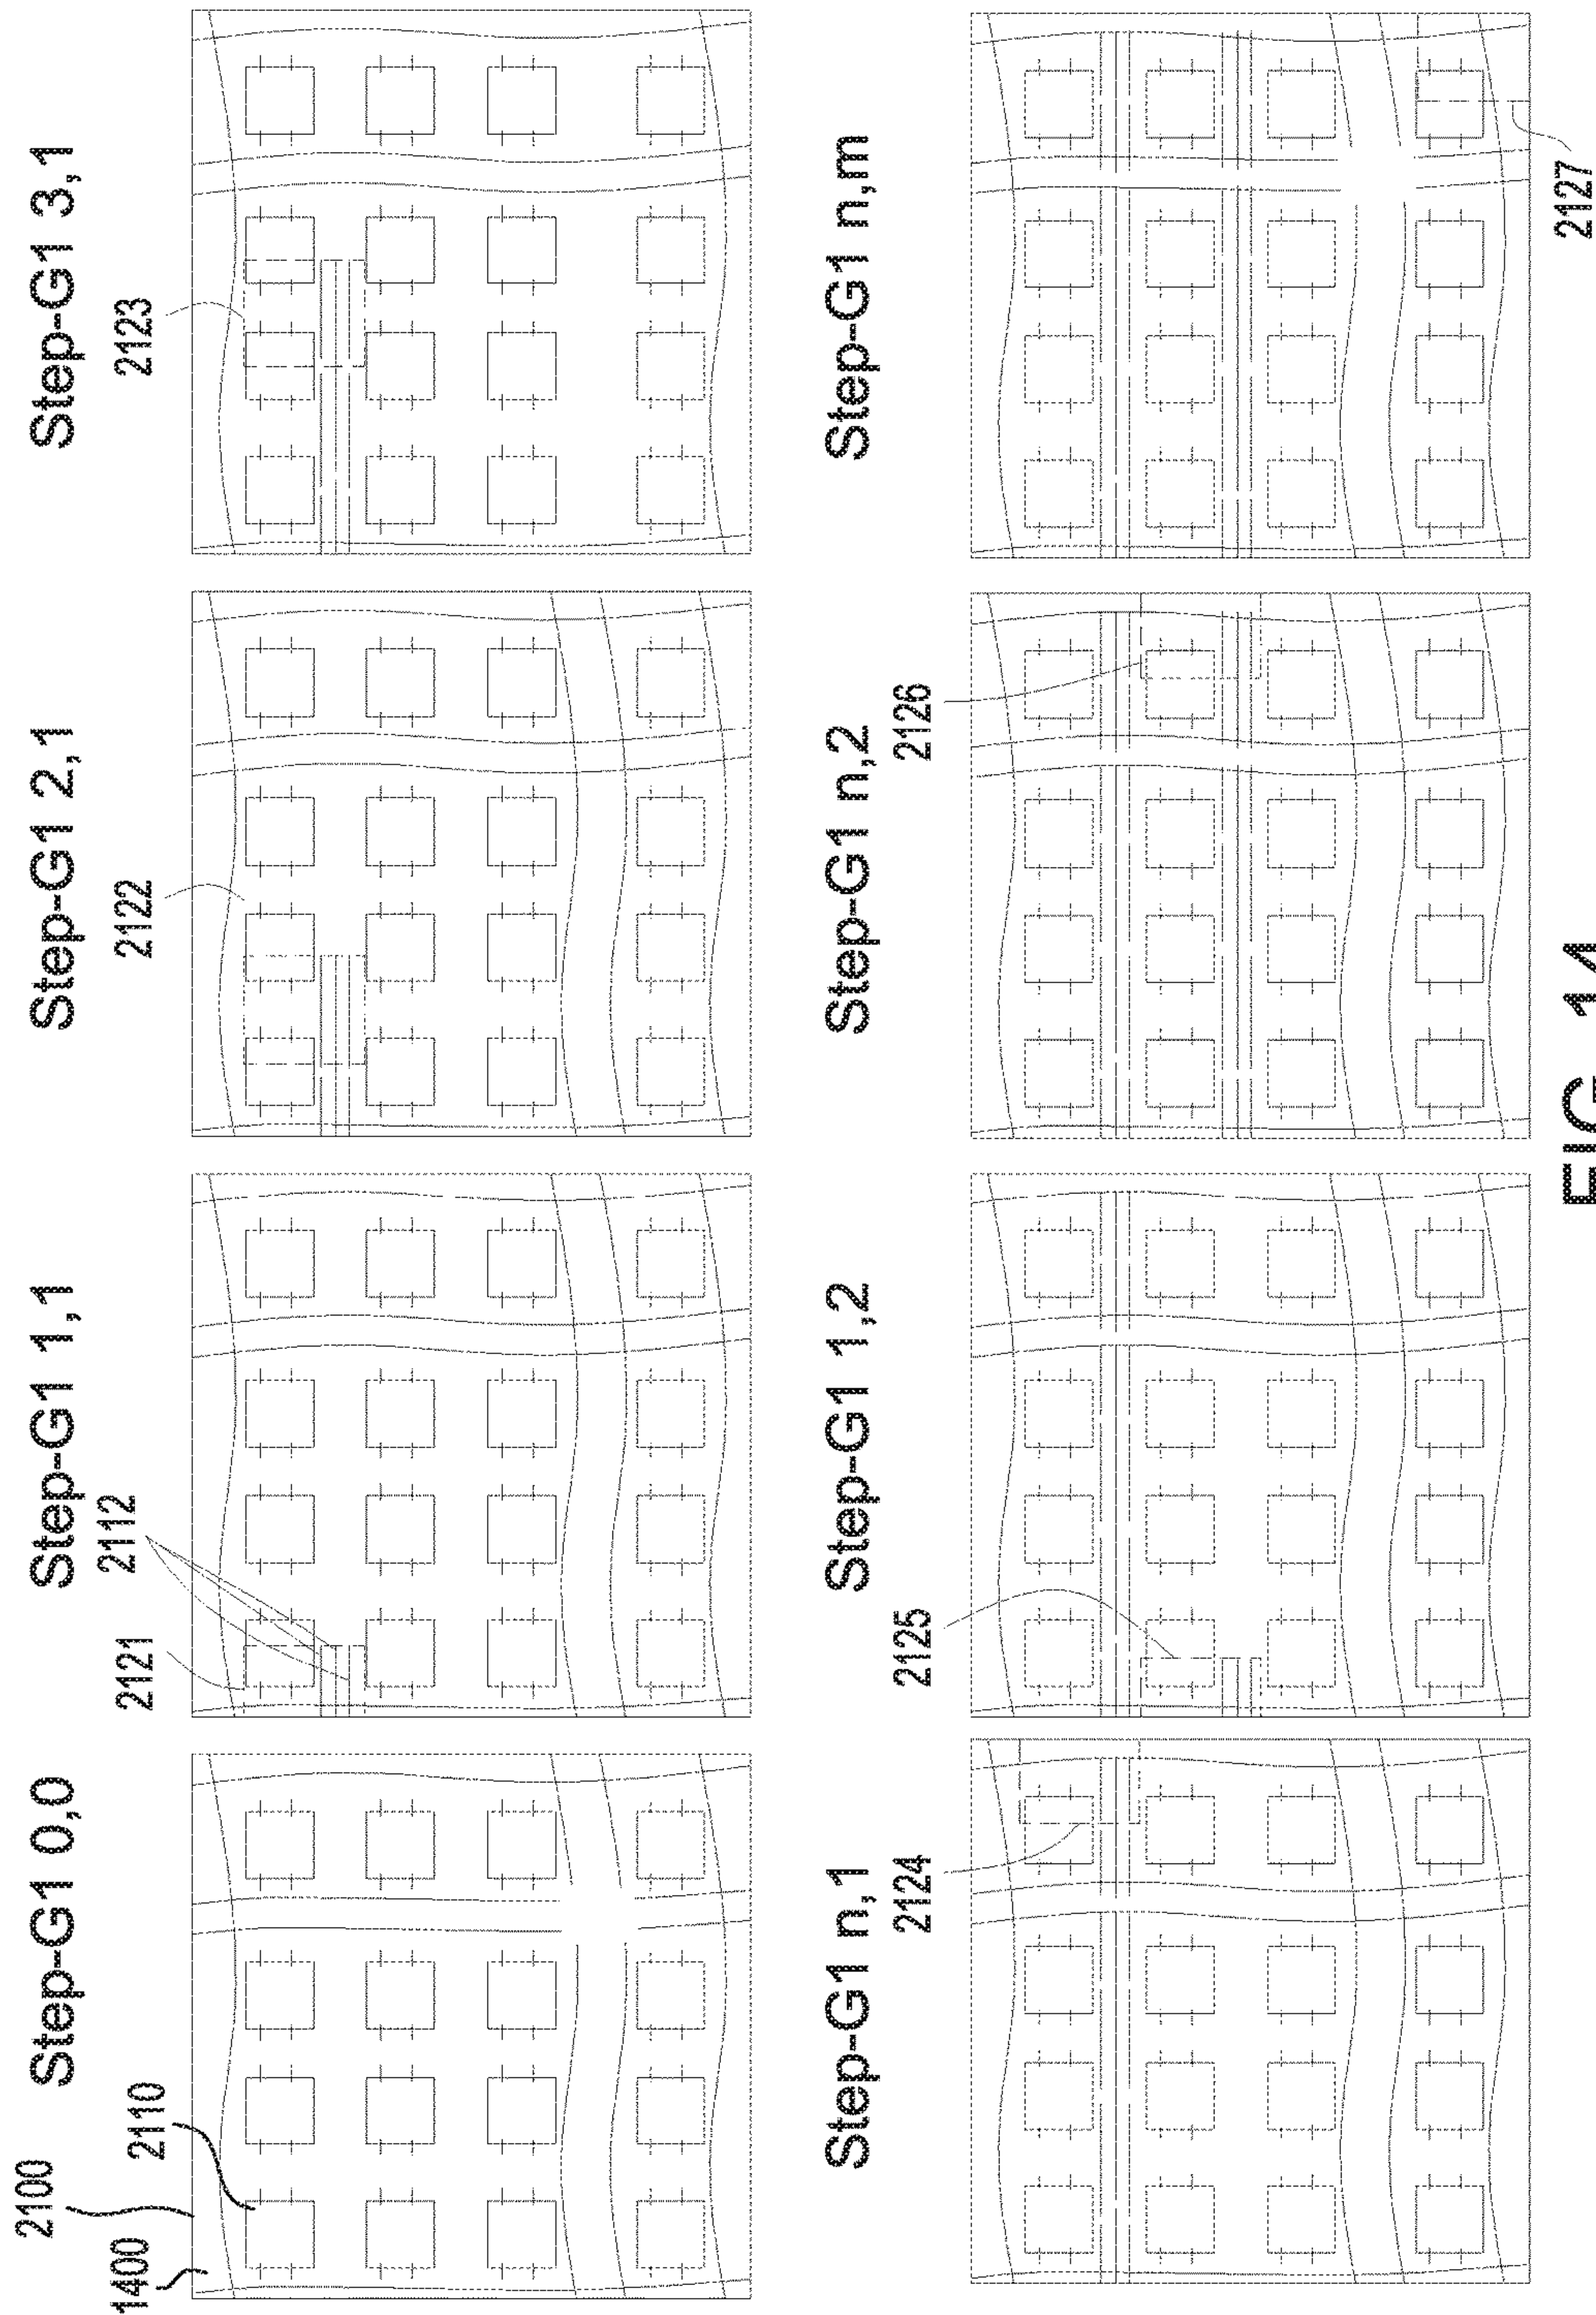 Step-G1 0,0
2100
2110
1400
Step-G1 1,1
2121
2112
Step-G1 2,1
2122
Step-G1 3,1
2123
Step-G1 n,1
2124
Step-G1 1,2
2125
Step-G1 n,2
2126
Step-G1 n,m
2127
FIG. 14